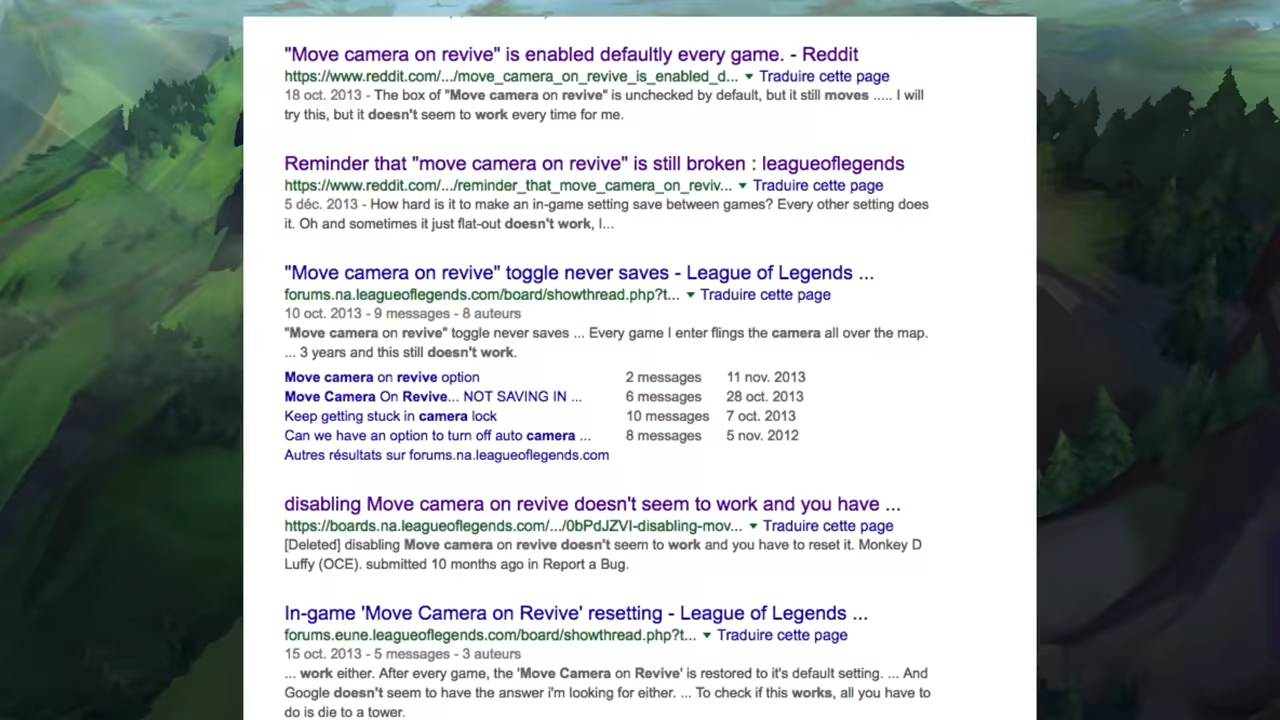 "Move camera on revive" is enabled defaultly every game. - Reddit
https://www.reddit.com/.../move_camera_on_revive_is_enabled_d... ▼ Traduire cette page
18 oct. 2013 - The box of "Move camera on revive" is unchecked by default, but it still moves ..... I will
try this, but it doesn't seem to work every time for me.
Reminder that "move camera on revive" is still broken : leagueoflegends
https://www.reddit.com/.../reminder_that_move_camera_on_reviv... ▼ Traduire cette page
5 déc. 2013 - How hard is it to make an in-game setting save between games? Every other setting does
it. Oh and sometimes it just flat-out doesn't work, I...
"Move camera on revive" toggle never saves - League of Legends ...
forums.na.leagueoflegends.com/board/showthread.php?t... ▼ Traduire cette page
10 oct. 2013 - 9 messages - 8 auteurs
"Move camera on revive" toggle never saves ... Every game I enter flings the camera all over the map.
... 3 years and this still doesn't work.
Move camera on revive option 2 messages 11 nov. 2013
Move Camera On Revive... NOT SAVING IN ... 6 messages 28 oct. 2013
Keep getting stuck in camera lock 10 messages 7 oct. 2013
Can we have an option to turn off auto camera ... 8 messages 5 nov. 2012
Autres résultats sur forums.na.leagueoflegends.com
disabling Move camera on revive doesn't seem to work and you have ...
https://boards.na.leagueoflegends.com/.../0bPdJZVI-disabling-mov... ▼ Traduire cette page
[Deleted] disabling Move camera on revive doesn't seem to work and you have to reset it. Monkey D
Luffy (OCE). submitted 10 months ago in Report a Bug.
In-game 'Move Camera on Revive' resetting - League of Legends ...
forums.eune.leagueoflegends.com/board/showthread.php?t... ▼ Traduire cette page
15 oct. 2013 - 5 messages - 3 auteurs
... work either. After every game, the 'Move Camera on Revive' is restored to it's default setting. ... And
Google doesn't seem to have the answer i'm looking for either. ... To check if this works, all you have to
do is die to a tower.